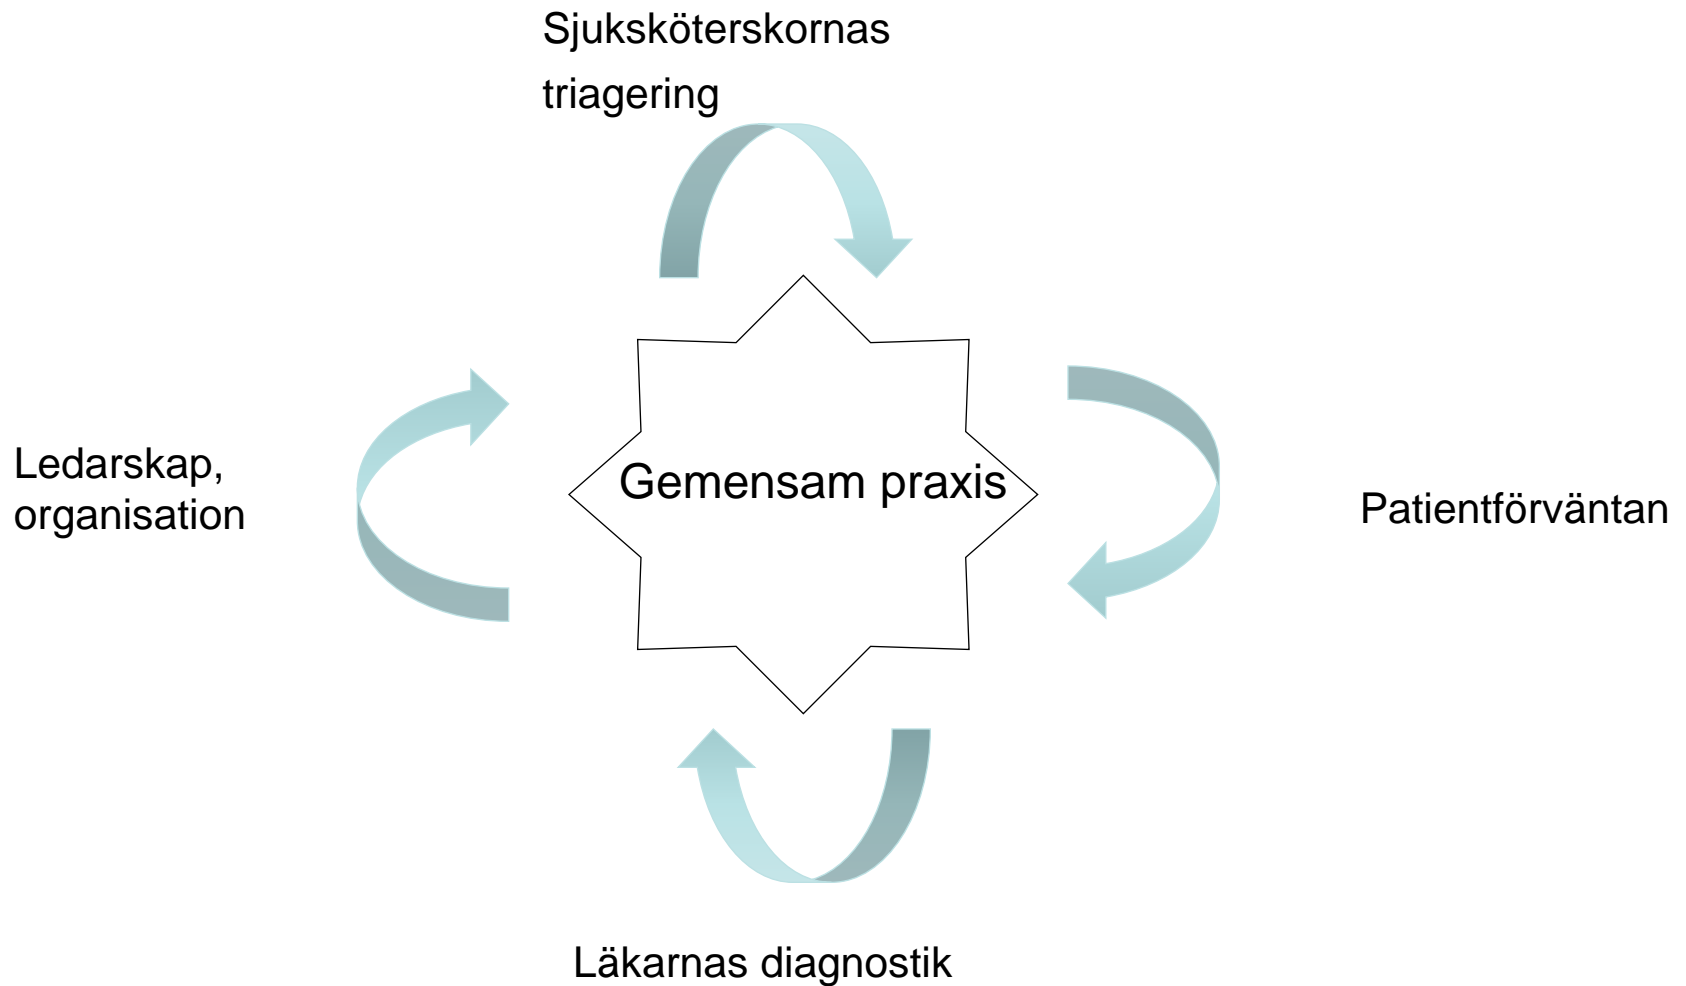 Sjuksköterskornas
triagering
Ledarskap,
organisation
Gemensam praxis
Patientförväntan
Läkarnas diagnostik